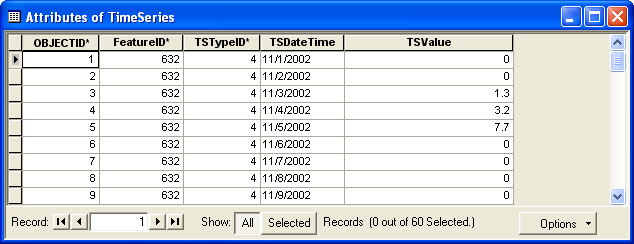 Attributes of TimeSeries
OBJECTID* FeatureID* TSTypeID* TSDateTime TSValue
1 632 4 11/1/2002 0
2 632 4 11/2/2002 0
3 632 4 11/3/2002 1.3
4 632 4 11/4/2002 3.2
5 632 4 11/5/2002 7.7
6 632 4 11/6/2002 0
7 632 4 11/7/2002 0
8 632 4 11/8/2002 0
9 632 4 11/9/2002 0
Record: 1 Show: All Selected Records (0 out of 60 Selected.) Options